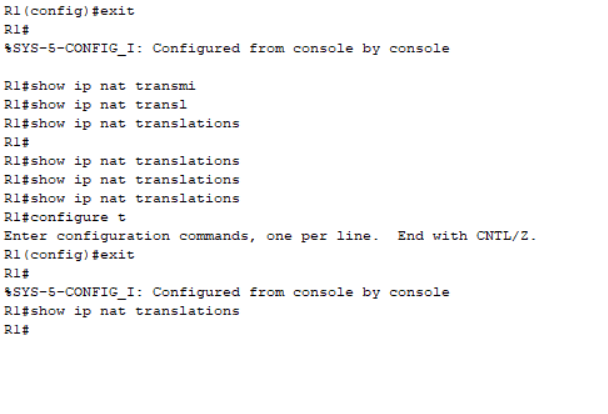 R1(config)#exit
R1#
%SYS-5-CONFIG_I: Configured from console by console
R1#show ip nat transmi
R1#show ip nat transl
R1#show ip nat translations
R1#
R1#show ip nat translations
R1#show ip nat translations
R1#show ip nat translations
R1#configure t
Enter configuration commands, one per line.  End with CNTL/Z.
R1(config)#exit
R1#
%SYS-5-CONFIG_I: Configured from console by console
R1#show ip nat translations
R1#